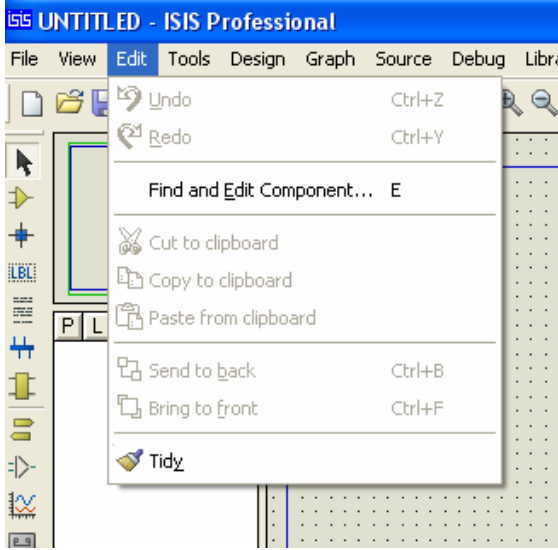 isis UNTITLED - ISIS Professional
File View Edit Tools Design Graph Source Debug Libra
Undo Ctrl+Z
Redo Ctrl+Y
Find and Edit Component... E
Cut to clipboard
LBL
Copy to clipboard
Paste from clipboard
P L
Send to back Ctrl+B
Bring to front Ctrl+F
Tidy